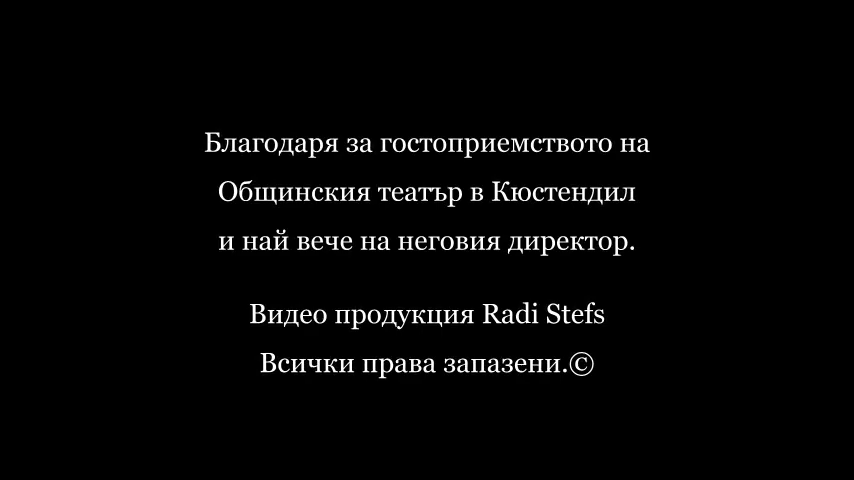 Благодаря за гостоприемството на
Общинския театър в Кюстендил
и най вече на неговия директор.
Видео продукция Radi Stefs
Всички права запазени.©